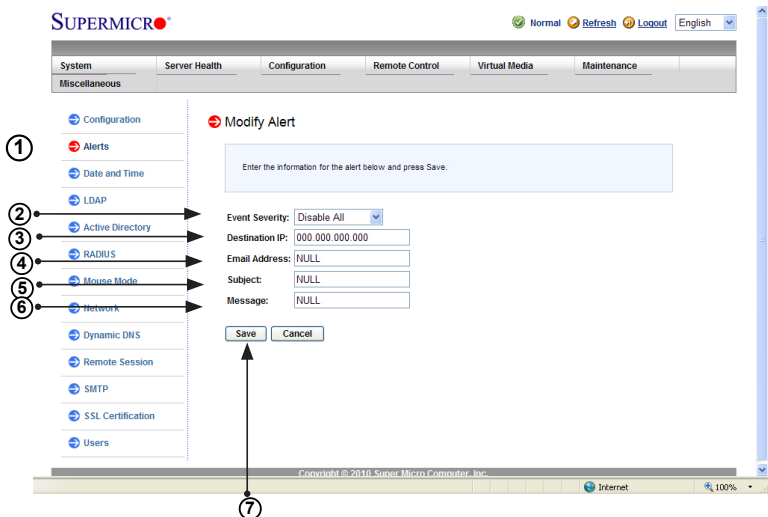 SUPERMICR
Normal Refresh Logout English
System Server Health Configuration Remote Control Virtual Media Maintenance
Miscellaneous
Configuration
Modify Alert
1
Alerts
Enter the information for the alert below and press Save.
Date and Time
LDAP
2
Event Severity: Disable All
Active Directory
3
Destination IP: 000.000.000.000
RADIUS
4
Email Address: NULL
Mouse Mode
5
Subject: NULL
6
Message: NULL
Network
Save Cancel
Dynamic DNS
Remote Session
SMTP
SSL Certification
Users
Copyright © 2010 Super Micro Computer, Inc.
Internet 100%
7